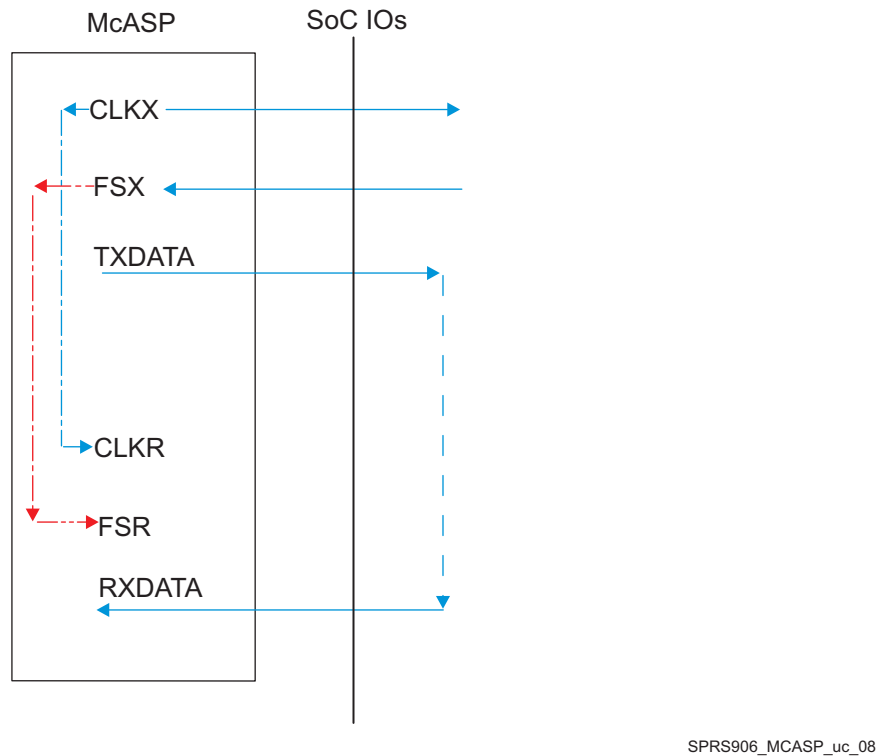 McASP
SoC IOs
CLKX
FSX
TXDATA
CLKR
FSR
RXDATA
SPRS906_MCASP_uc_08